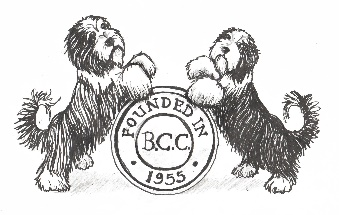 FOUNDED IN
B.C.C.
• 1955 •